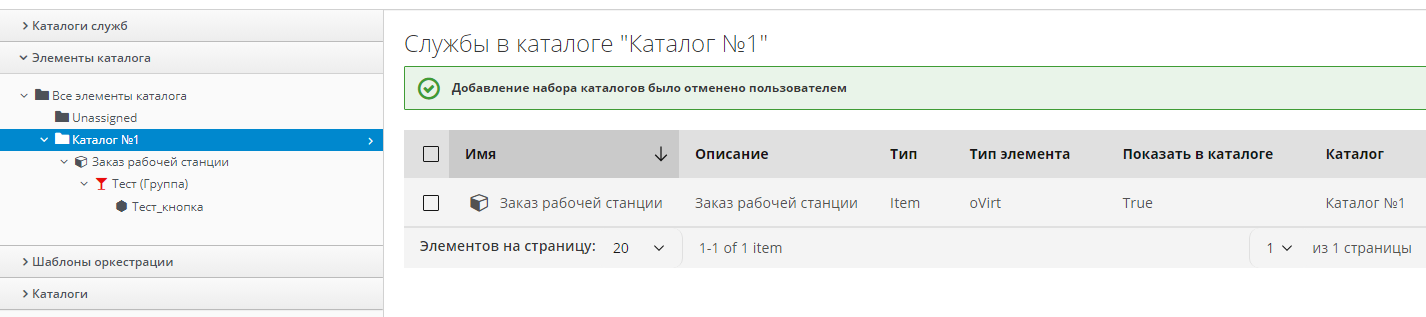 Каталоги служб
Элементы каталога
Все элементы каталога
Unassigned
Каталог №1
Заказ рабочей станции
Тест (Группа)
Тест_кнопка
Шаблоны оркестрации
Каталоги
Службы в каталоге "Каталог №1"
Добавление набора каталогов было отменено пользователем
Имя Описание Тип Тип элемента Показать в каталоге Каталог
Заказ рабочей станции Заказ рабочей станции Item oVirt True Каталог №1
Элементов на страницу: 20 1-1 of 1 item 1 из 1 страницы